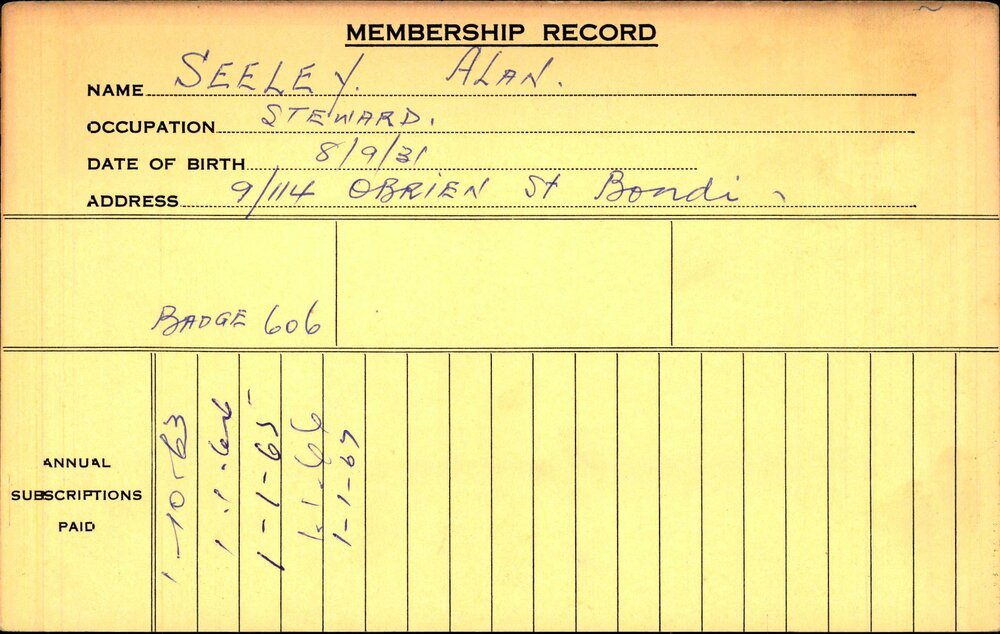 MEMBERSHIP RECORD
NAME SEELEY. ALAN.
OCCUPATION STEWARD.
DATE OF BIRTH 8/9/31
ADDRESS 9/114 OBRIEN St Bondi
BADGE 606
ANNUAL
SUBSCRIPTIONS
PAID
1-10-63
1.1.64
1-1-65
1.1.66
1-1-67